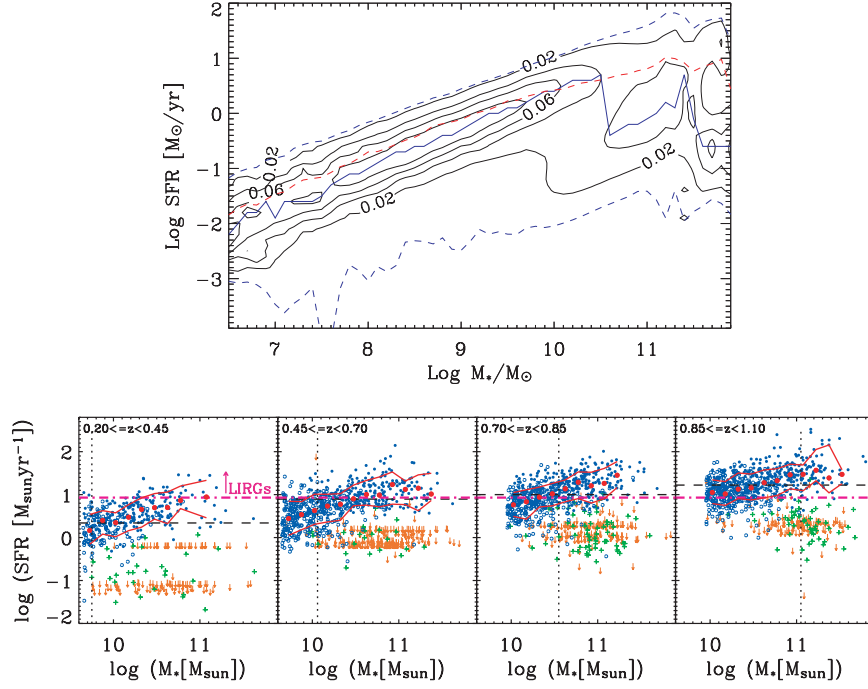 Log SFR [M⊙/yr]
2
1
0
−1
−2
−3
0.02
0.06
0.02
0.06
0.02
0.02
7
8
9
10
11
Log M*/M⊙
log (SFR [Msunyr⁻¹])
2
1
0
−1
−2
0.20<=z<0.45
0.45<=z<0.70
0.70<=z<0.85
0.85<=z<1.10
LIRGs
10
11
10
11
10
11
10
11
log (M*[Msun])
log (M*[Msun])
log (M*[Msun])
log (M*[Msun])